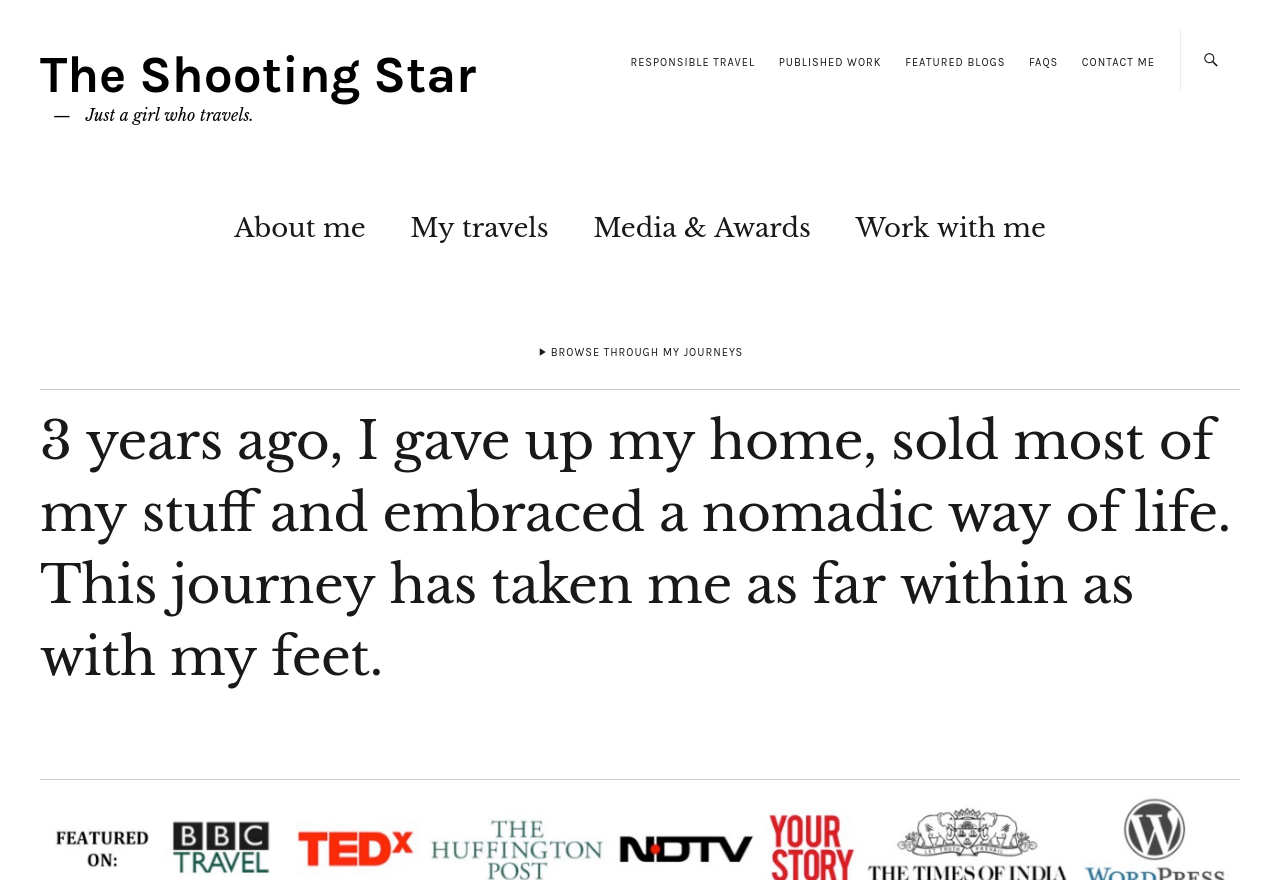 The Shooting Star
— Just a girl who travels.
RESPONSIBLE TRAVEL PUBLISHED WORK FEATURED BLOGS FAQS CONTACT ME
About me My travels Media & Awards Work with me
BROWSE THROUGH MY JOURNEYS
3 years ago, I gave up my home, sold most of
my stuff and embraced a nomadic way of life.
This journey has taken me as far within as
with my feet.
FEATURED
ON:
BBC
TRAVEL
TEDx
THE
HUFFINGTON
POST
NDTV
YOUR
STORY
LET TRUTH PREVAIL
THE TIMES OF INDIA
W
WORDPRESS